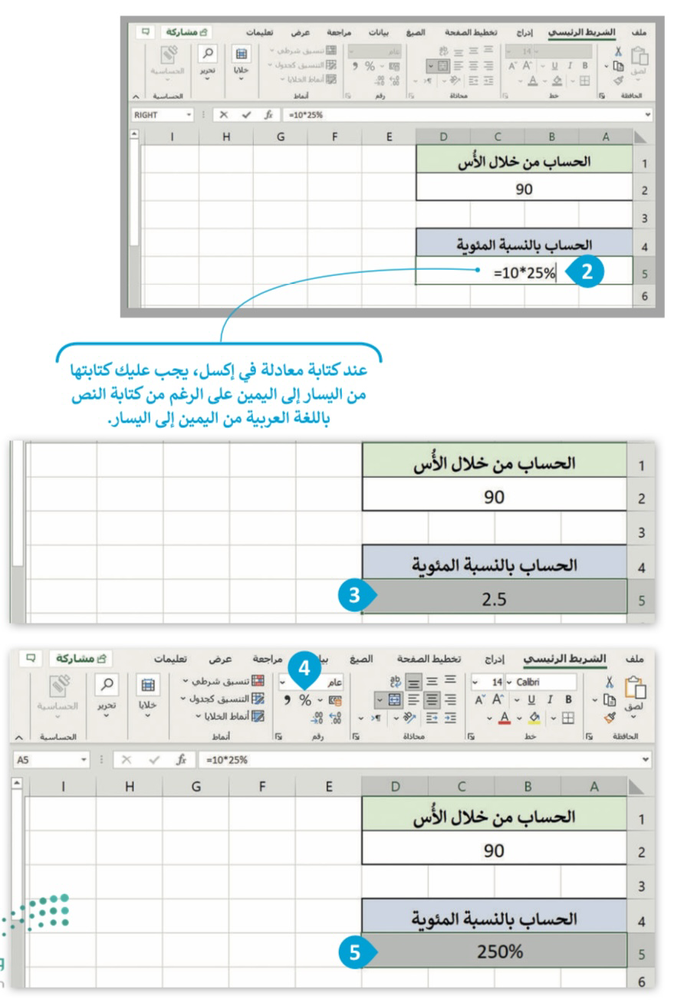 ملف الشريط الرئيسي إدراج تخطيط الصفحة الصيغ بيانات مراجعة عرض تعليمات مشاركة
عام 14 تنسيق شرطي
لصق B I U A^ Aˇ % التنسيق كجدول خلايا تحرير الحساسية
أنماط الخلايا
الحافظة خط محاذاة رقم أنماط الحساسية
RIGHT fx =10*25%
I H G F E D C B A
1 الحساب من خلال الأُس
2 90
3
4 الحساب بالنسبة المئوية
5 =10*25% 2
6
عند كتابة معادلة في إكسل، يجب عليك كتابتها
من اليسار إلى اليمين على الرغم من كتابة النص
باللغة العربية من اليمين إلى اليسار.
1 الحساب من خلال الأُس
2 90
3
4 الحساب بالنسبة المئوية
5 2.5 3
ملف الشريط الرئيسي إدراج تخطيط الصفحة الصيغ مراجعة عرض تعليمات مشاركة
4
Calibri 14 عام تنسيق شرطي
لصق B I U A^ Aˇ % التنسيق كجدول خلايا تحرير الحساسية
أنماط الخلايا
الحافظة خط محاذاة رقم أنماط الحساسية
A5 fx =10*25%
I H G F E D C B A
1 الحساب من خلال الأُس
2 90
3
4 الحساب بالنسبة المئوية
5 250% 5
6